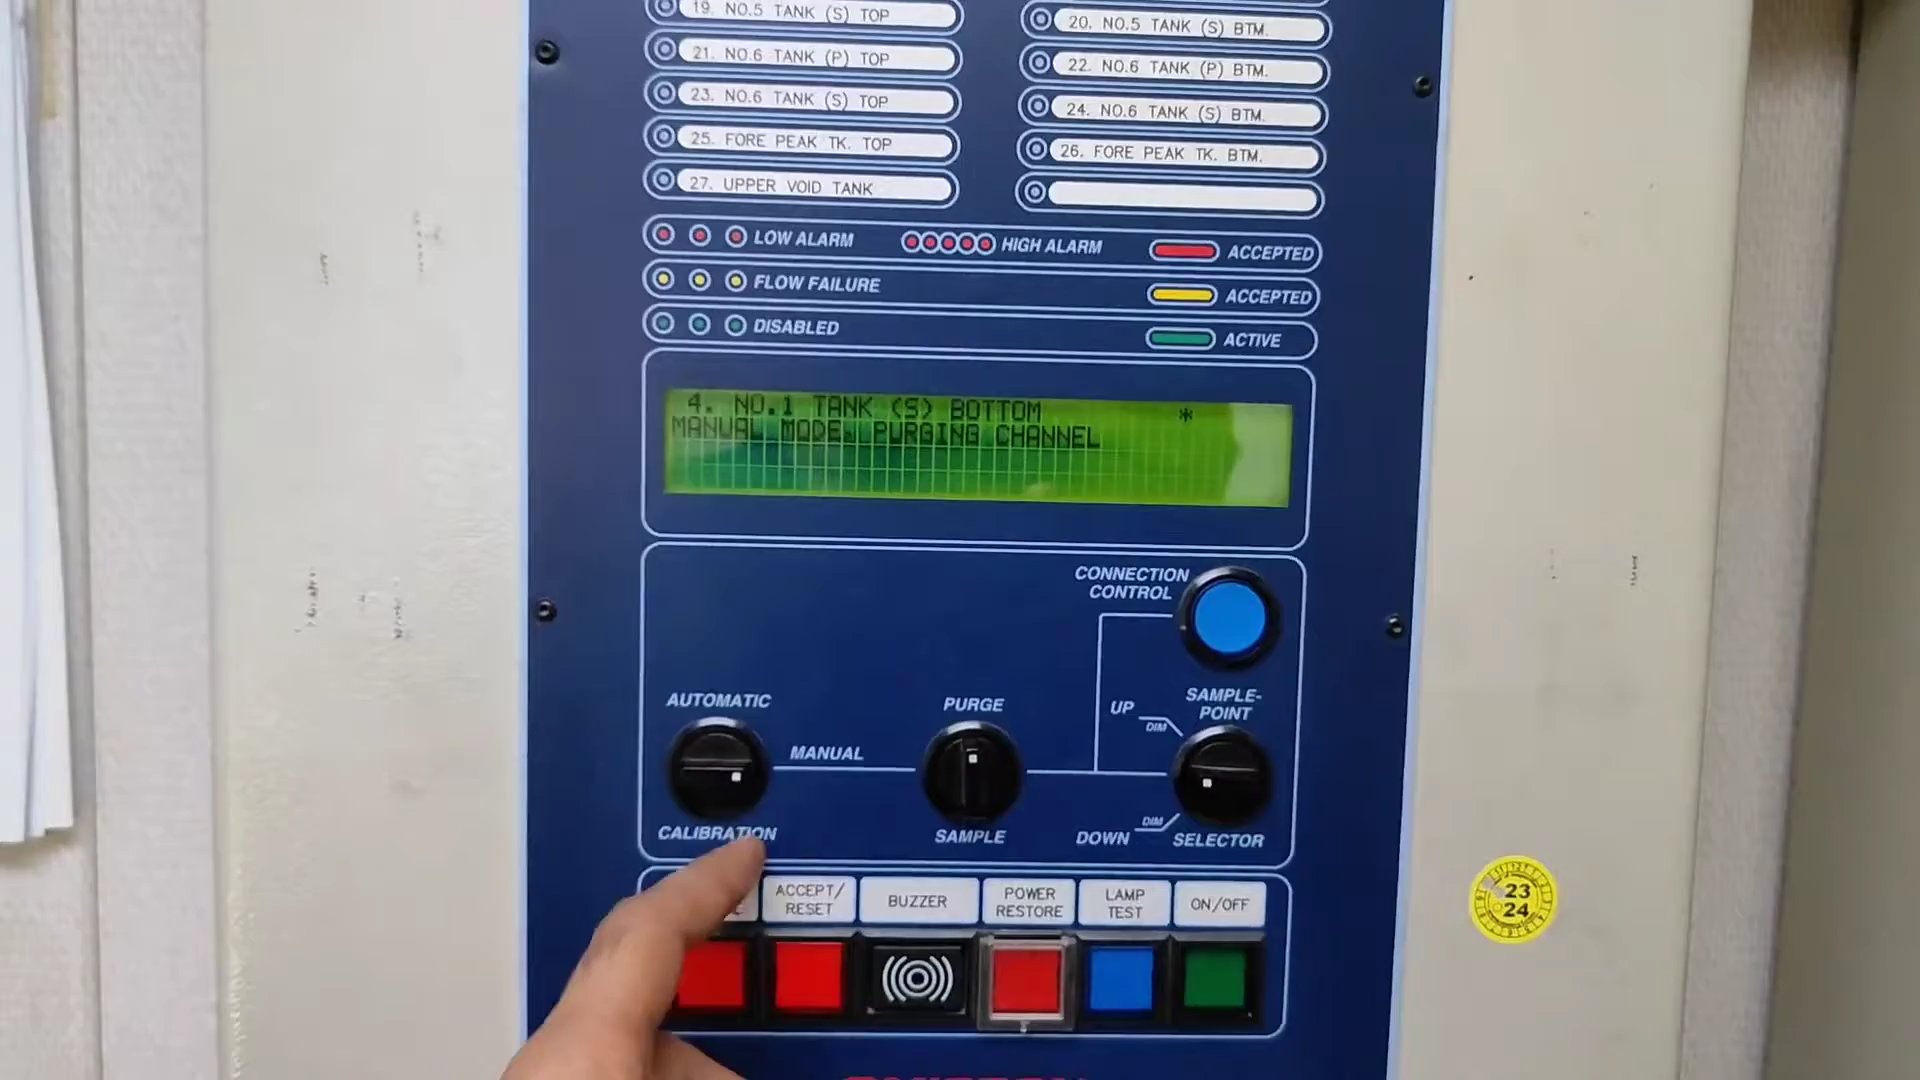 19. NO.5 TANK (S) TOP
20. NO.5 TANK (S) BTM.
21. NO.6 TANK (P) TOP
22. NO.6 TANK (P) BTM.
23. NO.6 TANK (S) TOP
24. NO.6 TANK (S) BTM.
25. FORE PEAK TK. TOP
26. FORE PEAK TK. BTM.
27. UPPER VOID TANK
LOW ALARM
HIGH ALARM
ACCEPTED
FLOW FAILURE
ACCEPTED
DISABLED
ACTIVE
4. NO.1 TANK (S) BOTTOM *
MANUAL MODE. PURGING CHANNEL
CONNECTION
CONTROL
AUTOMATIC
MANUAL
CALIBRATION
PURGE
SAMPLE
UP
DIM
SAMPLE-
POINT
DOWN
DIM
SELECTOR
ACCEPT/
RESET
BUZZER
POWER
RESTORE
LAMP
TEST
ON/OFF
23
24